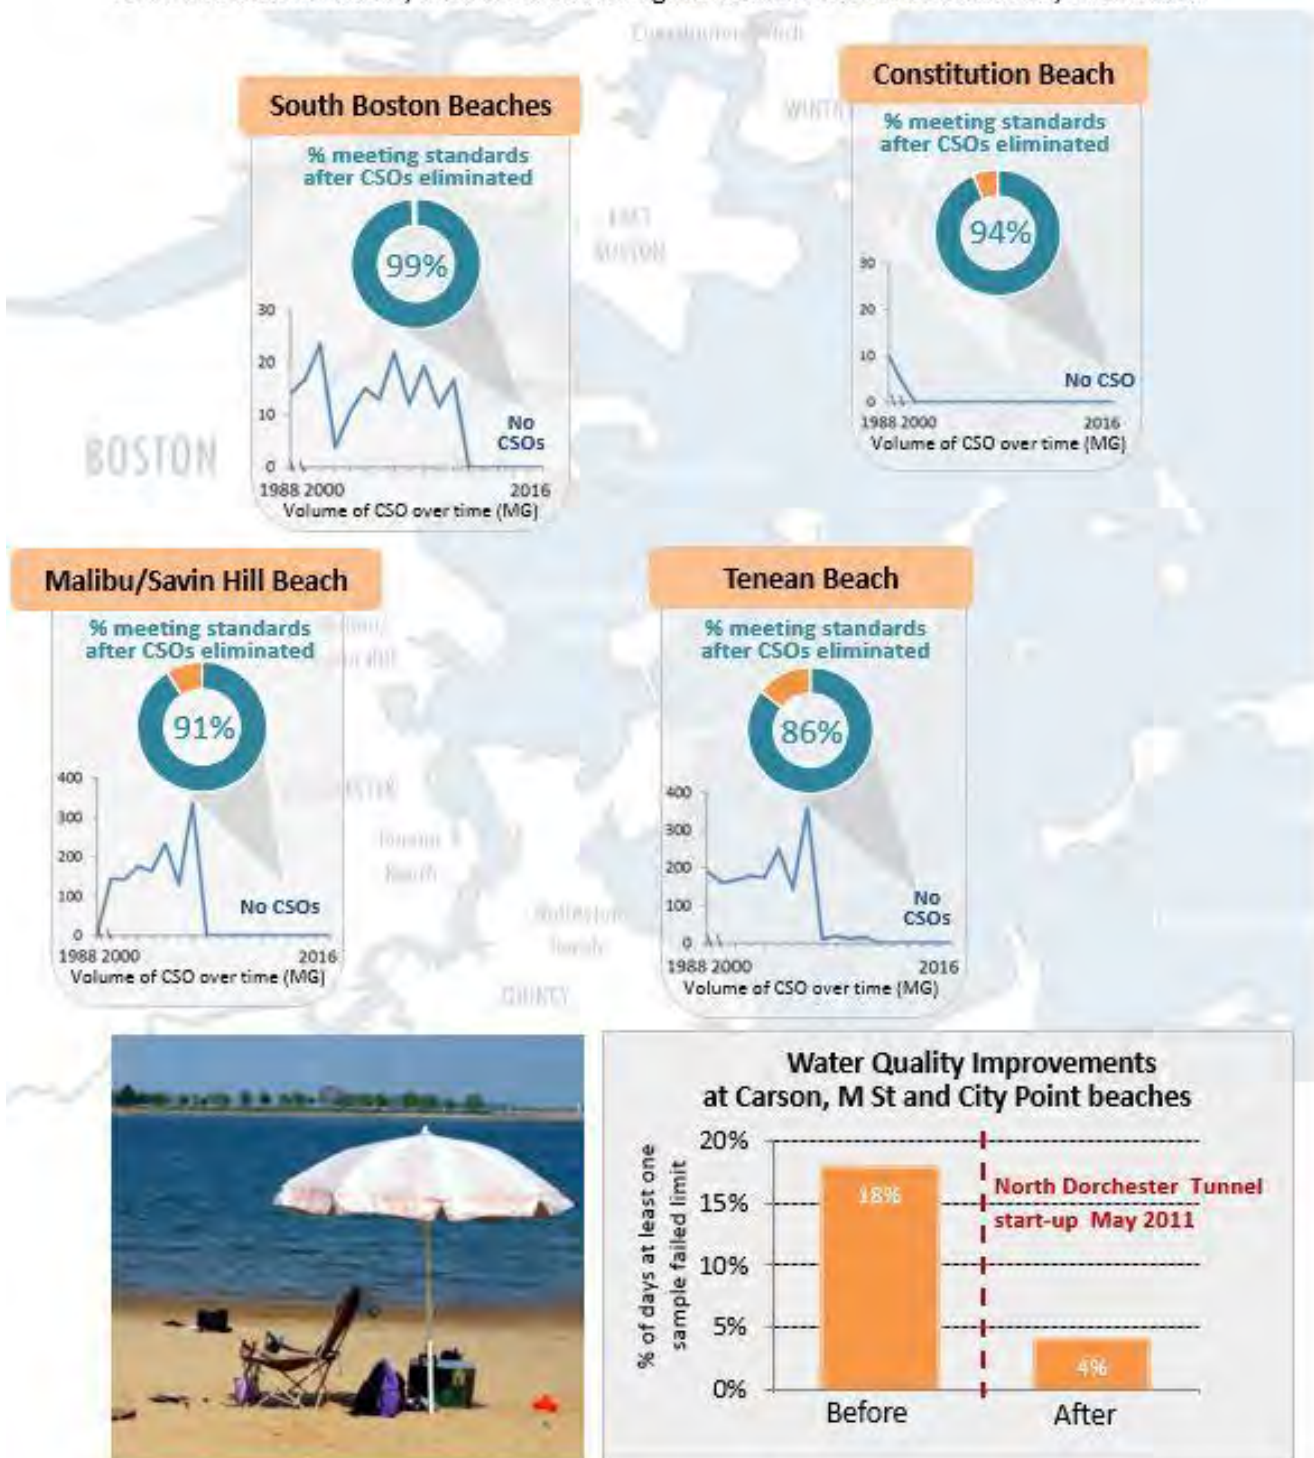 South Boston Beaches
% meeting standards
after CSOs eliminated
99%
30
20
10
0
No
CSOs
1988 2000
2016
Volume of CSO over time (MG)
Constitution Beach
% meeting standards
after CSOs eliminated
94%
30
20
10
0
No CSO
1988 2000
2016
Volume of CSO over time (MG)
EAST
BOSTON
BOSTON
Malibu/Savin Hill Beach
% meeting standards
after CSOs eliminated
91%
400
300
200
100
0
No CSOs
1988 2000
2016
Volume of CSO over time (MG)
Tenean Beach
% meeting standards
after CSOs eliminated
86%
400
300
200
100
0
No
CSOs
1988 2000
2016
Volume of CSO over time (MG)
QUINCY
Water Quality Improvements
at Carson, M St and City Point beaches
% of days at least one
sample failed limit
20%
15%
10%
5%
0%
18%
North Dorchester Tunnel
start-up May 2011
4%
Before
After